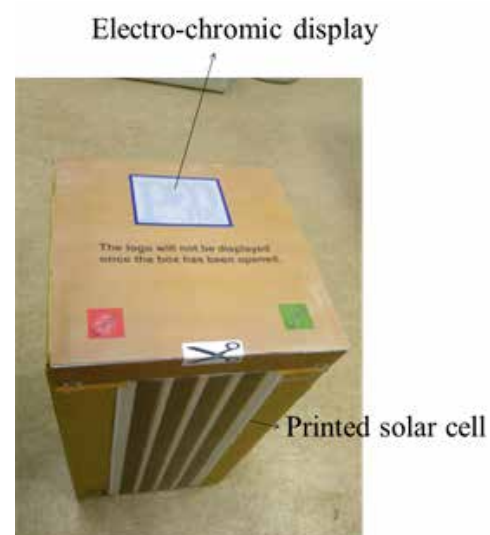 Electro-chromic display
The logo will not be displayed
once the box has been opened.
Printed solar cell